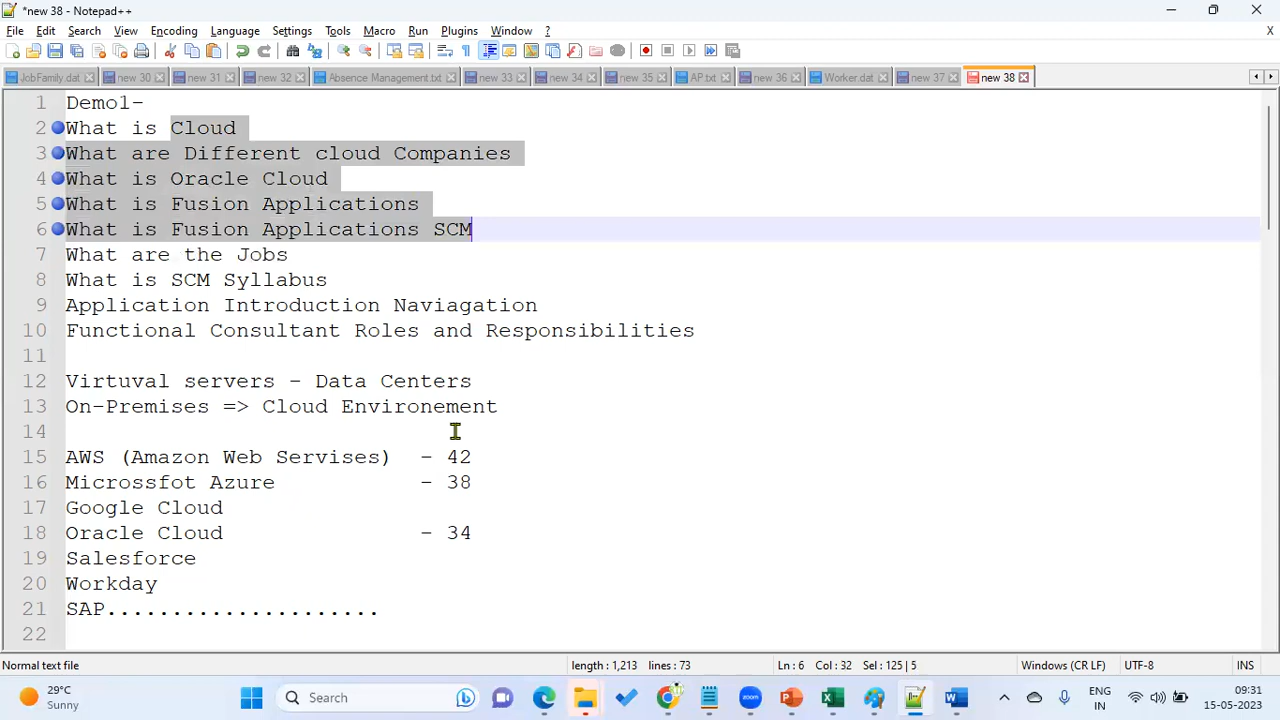 *new 38 - Notepad++
File Edit Search View Encoding Language Settings Tools Macro Run Plugins Window ?
X
JobFamily.dat new 30 new 31 new 32 Absence Management.txt new 33 new 34 new 35 AP.txt new 36 Worker.dat new 37 new 38
1 Demo1-
2 What is Cloud
3 What are Different cloud Companies
4 What is Oracle Cloud
5 What is Fusion Applications
6 What is Fusion Applications SCM
7 What are the Jobs
8 What is SCM Syllabus
9 Application Introduction Naviagation
10 Functional Consultant Roles and Responsibilities
11
12 Virtuval servers - Data Centers
13 On-Premises => Cloud Environement
14
15 AWS (Amazon Web Servises) - 42
16 Microssfot Azure - 38
17 Google Cloud
18 Oracle Cloud - 34
19 Salesforce
20 Workday
21 SAP.....................
22
Normal text file length : 1,213 lines : 73 Ln : 6 Col : 32 Sel : 125 | 5 Windows (CR LF) UTF-8 INS
29°C
Sunny
Search
zoom
ENG
IN
09:31
15-05-2023